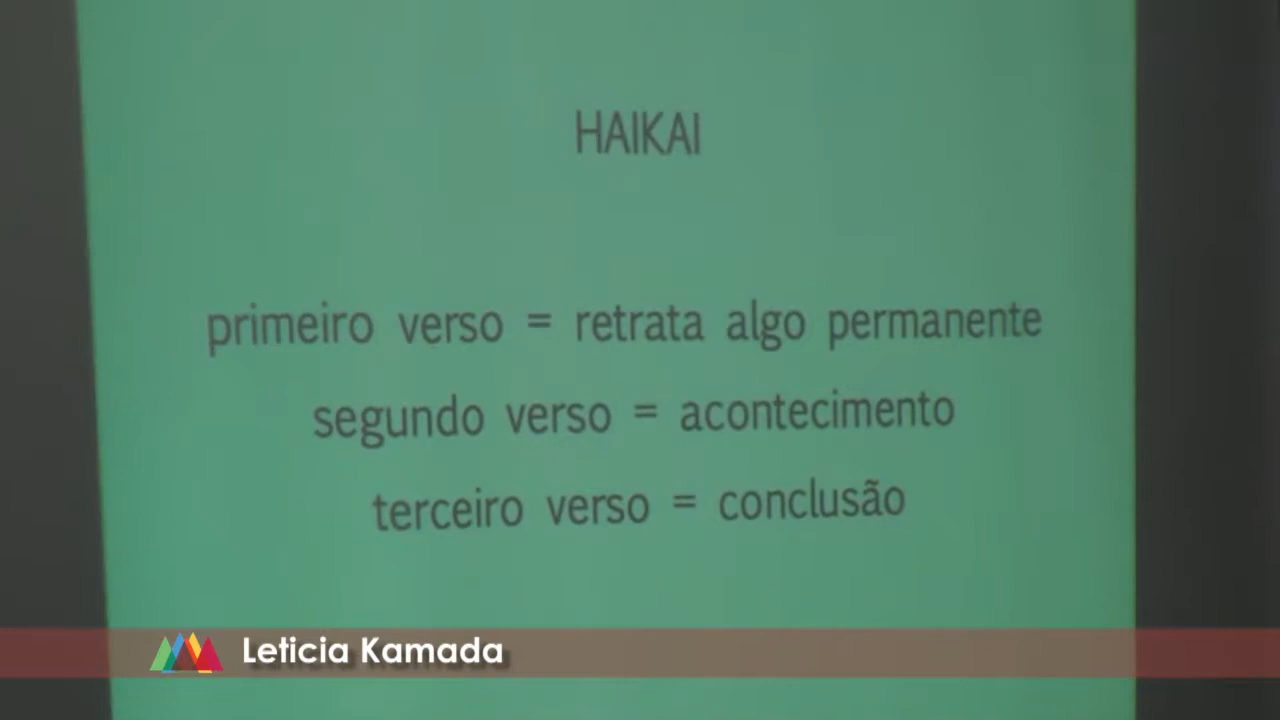 HAIKAI
primeiro verso = retrata algo permanente
segundo verso = acontecimento
terceiro verso = conclusão
Leticia Kamada